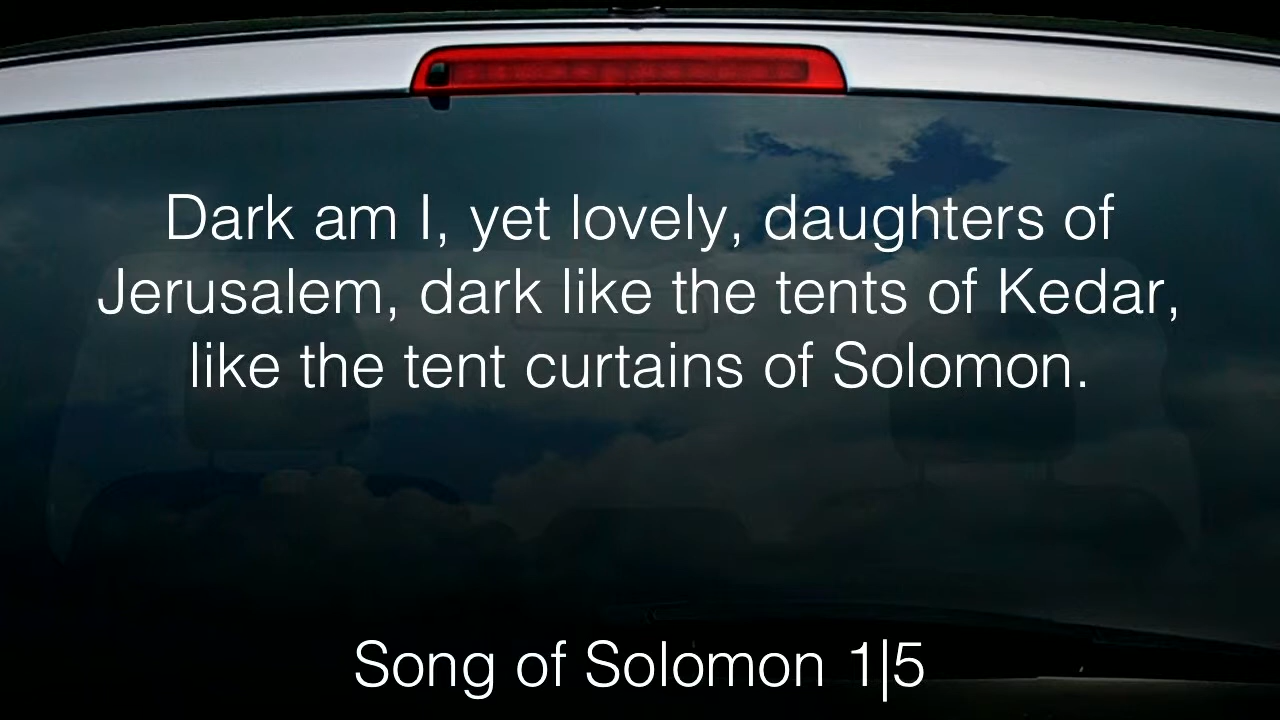 Dark am I, yet lovely, daughters of
Jerusalem, dark like the tents of Kedar,
like the tent curtains of Solomon.
Song of Solomon 1|5